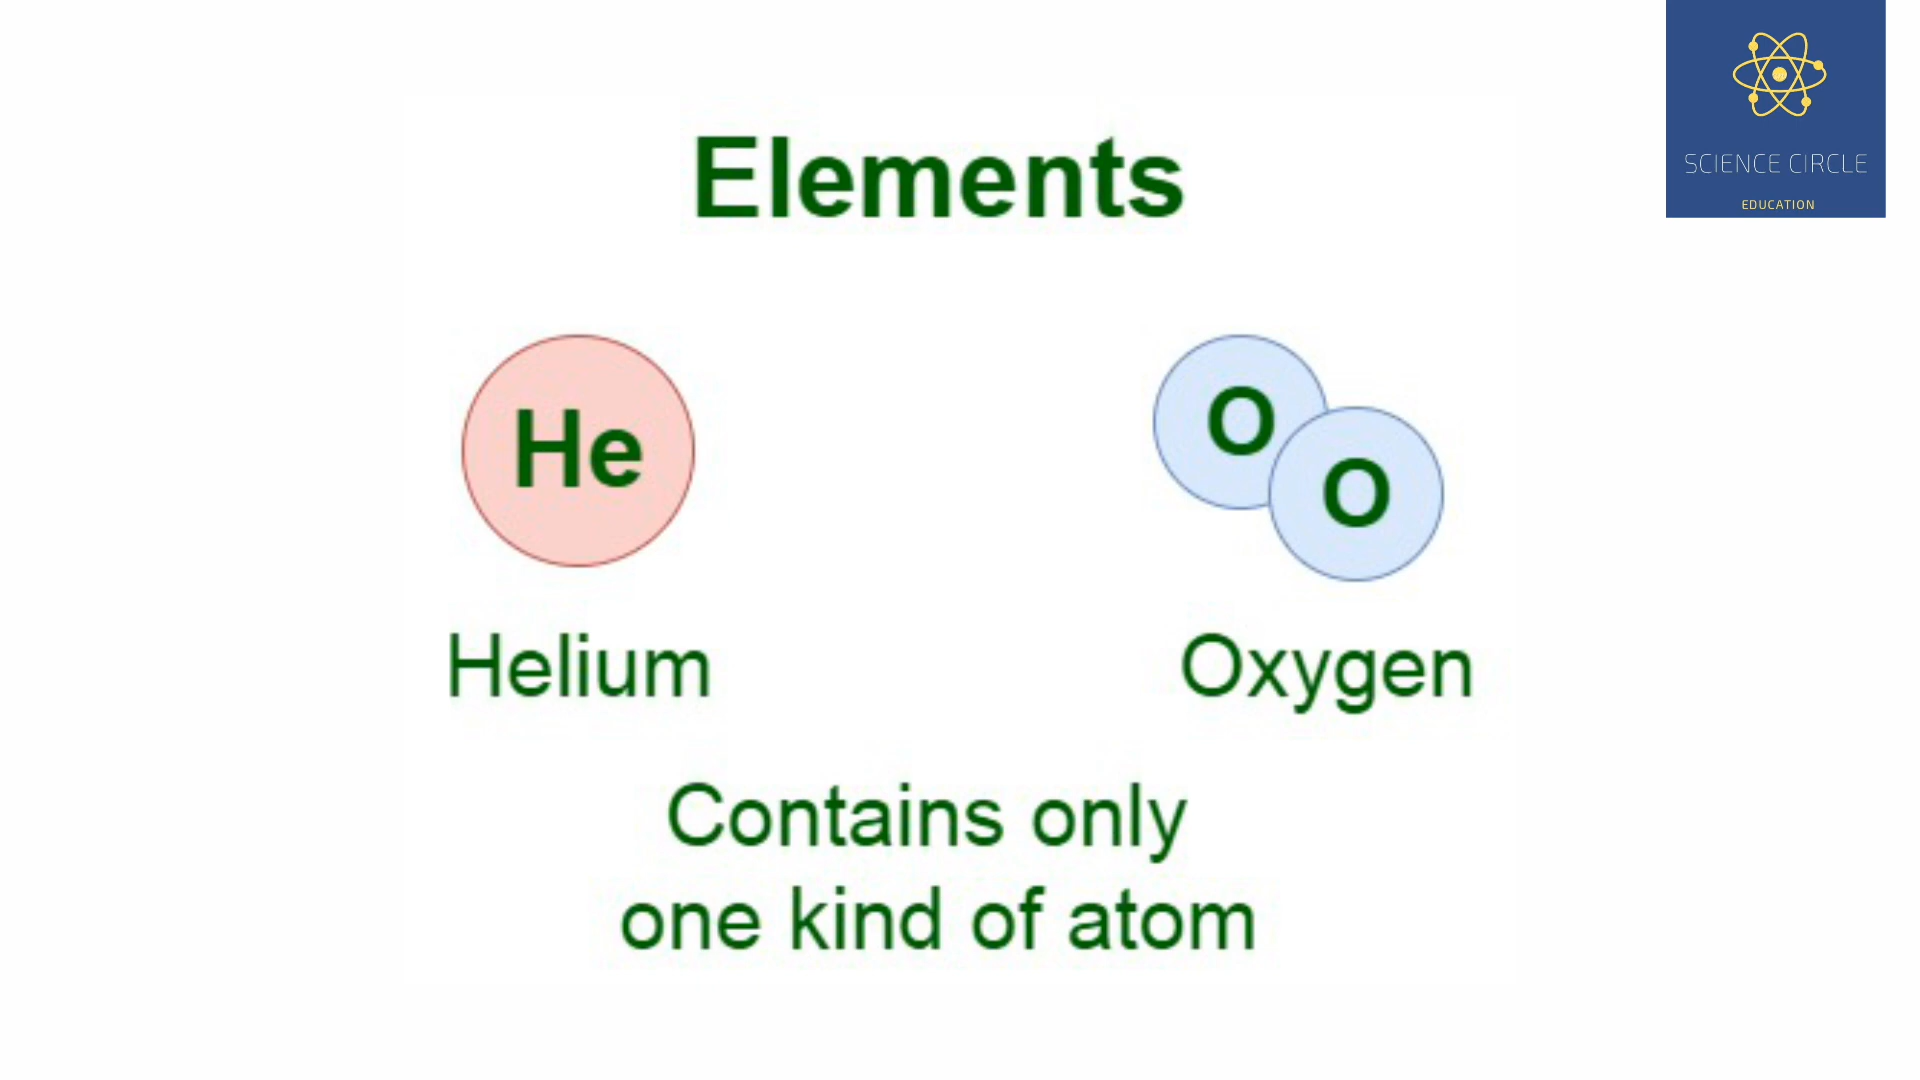 SCIENCE CIRCLE
EDUCATION
Elements
He
O
O
Helium
Oxygen
Contains only
one kind of atom